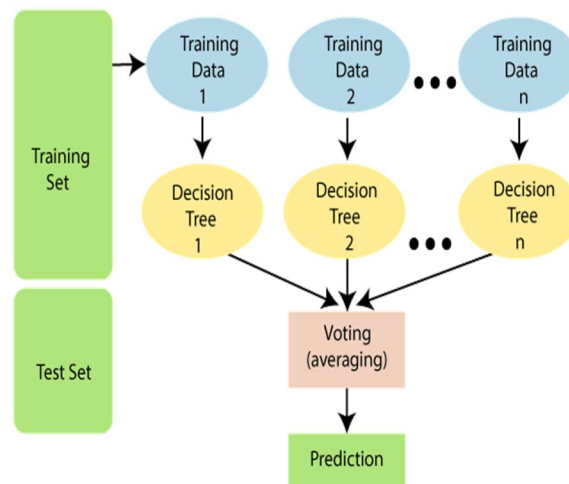 Training
Set
Test Set
Training
Data
1
Training
Data
2
Training
Data
n
Decision
Tree
1
Decision
Tree
2
Decision
Tree
n
Voting
(averaging)
Prediction